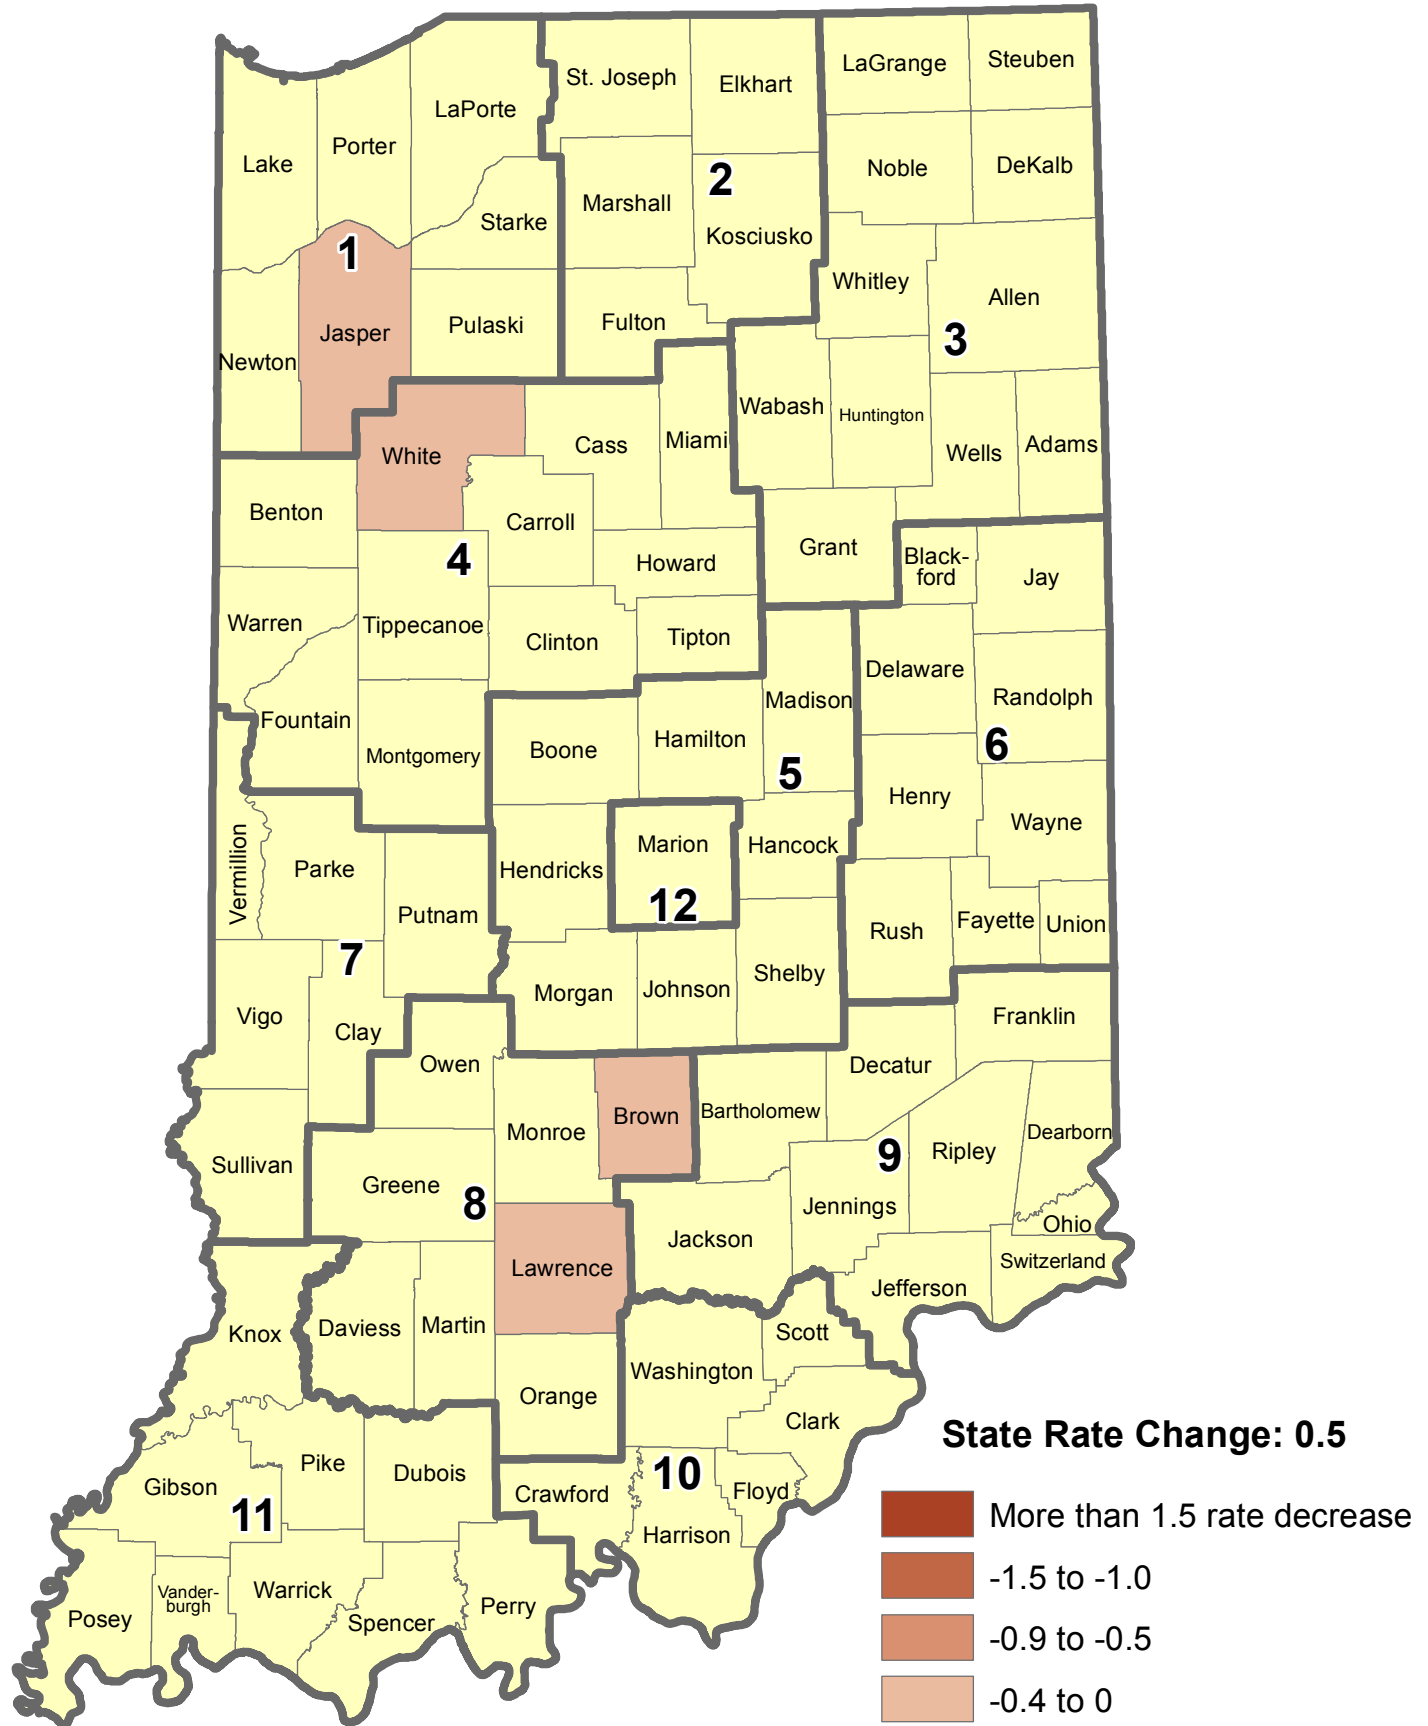 LaGrange
Steuben
St. Joseph
Elkhart
LaPorte
Porter
Lake
Noble
DeKalb
2
Marshall
Starke
Kosciusko
1
Whitley
Allen
Jasper
Pulaski
Fulton
3
Newton
Wabash
Huntington
Miami
Cass
White
Wells
Adams
Benton
Carroll
Grant
4
Howard
Black-
ford
Jay
Warren
Tippecanoe
Clinton
Tipton
Delaware
Randolph
Madison
Fountain
Hamilton
6
Boone
Montgomery
5
Henry
Wayne
Marion
Hancock
Vermillion
Parke
Hendricks
12
Putnam
Rush
Fayette
Union
7
Shelby
Johnson
Morgan
Vigo
Clay
Franklin
Owen
Decatur
Brown
Bartholomew
Monroe
Dearborn
9
Ripley
Sullivan
Greene
8
Jennings
Ohio
Jackson
Switzerland
Lawrence
Jefferson
Knox
Daviess
Martin
Scott
Washington
Orange
Clark
State Rate Change: 0.5
Pike
Dubois
10
Gibson
Crawford
Floyd
11
Harrison
More than 1.5 rate decrease
-1.5 to -1.0
Warrick
Vander-
burgh
Perry
Posey
Spencer
-0.9 to -0.5
-0.4 to 0